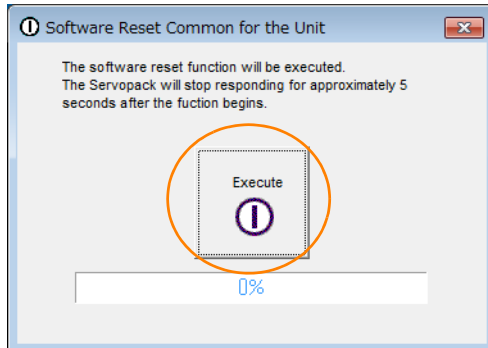 Software Reset Common for the Unit
The software reset function will be executed.
The Servopack will stop responding for approximately 5
seconds after the fuction begins.
Execute
0%